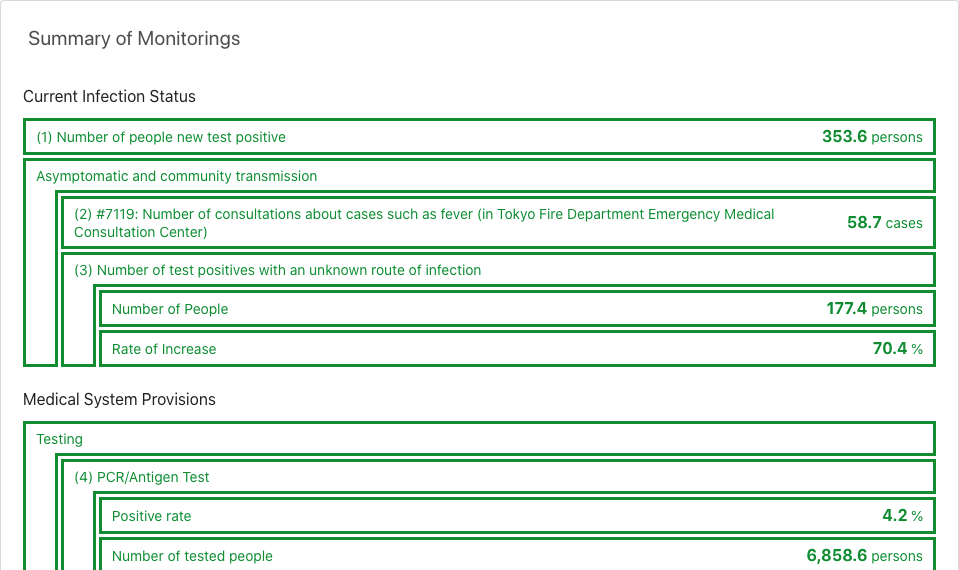 Summary of Monitorings
Current Infection Status
(1) Number of people new test positive 353.6 persons
Asymptomatic and community transmission
(2) #7119: Number of consultations about cases such as fever (in Tokyo Fire Department Emergency Medical
Consultation Center) 58.7 cases
(3) Number of test positives with an unknown route of infection
Number of People 177.4 persons
Rate of Increase 70.4 %
Medical System Provisions
Testing
(4) PCR/Antigen Test
Positive rate 4.2 %
Number of tested people 6,858.6 persons